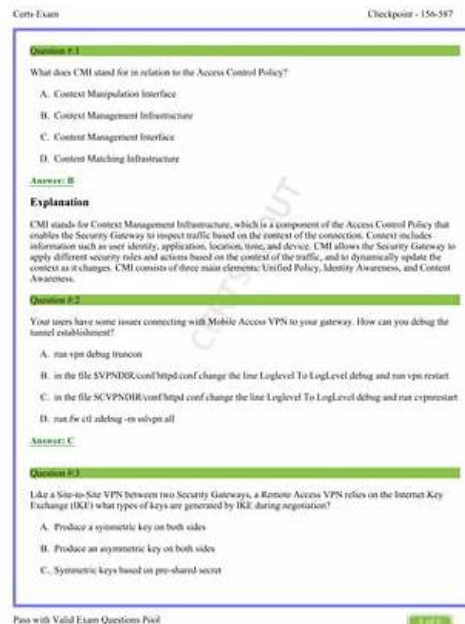 Certs Exam
Checkpoint - 156-587
Question #:1
What does CMI stand for in relation to the Access Control Policy?
A. Context Manipulation Interface
B. Context Management Infrastructure
C. Content Management Interface
D. Content Matching Infrastructure
Answer: B
Explanation
CMI stands for Context Management Infrastructure, which is a component of the Access Control Policy that
enables the Security Gateway to inspect traffic based on the context of the connection. Context includes
information such as user identity, application, location, time, and device. CMI allows the Security Gateway to
apply different security rules and actions based on the context of the traffic, and to dynamically update the
context as it changes. CMI consists of three main elements: Unified Policy, Identity Awareness, and Content
Awareness.
Question #:2
Your users have some issues connecting with Mobile Access VPN to your gateway. How can you debug the
tunnel establishment?
A. run vpn debug truncon
B. in the file $VPNDIR/conf/httpd.conf change the line Loglevel To LogLevel debug and run vpn restart
C. in the file $CVPNDIR/conf/httpd.conf change the line Loglevel To LogLevel debug and run cvpnrestart
D. run fw ctl zdebug -m sslvpn all
Answer: C
Question #:3
Like a Site-to-Site VPN between two Security Gateways, a Remote Access VPN relies on the Internet Key
Exchange (IKE) what types of keys are generated by IKE during negotiation?
A. Produce a symmetric key on both sides
B. Produce an asymmetric key on both sides
C. Symmetric keys based on pre-shared secret
Pass with Valid Exam Questions Pool